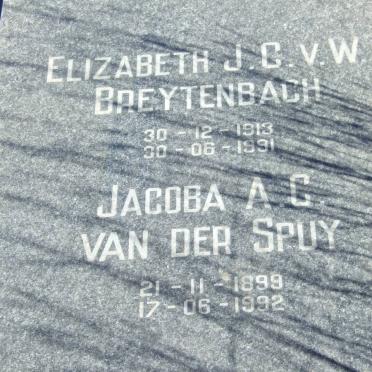 ELIZABETH J.C.V.W.
BREYTENBACH
30-12-1913
30-06-1991
JACOBA A.C.
VAN DER SPUY
21-11-1899
17-06-1992